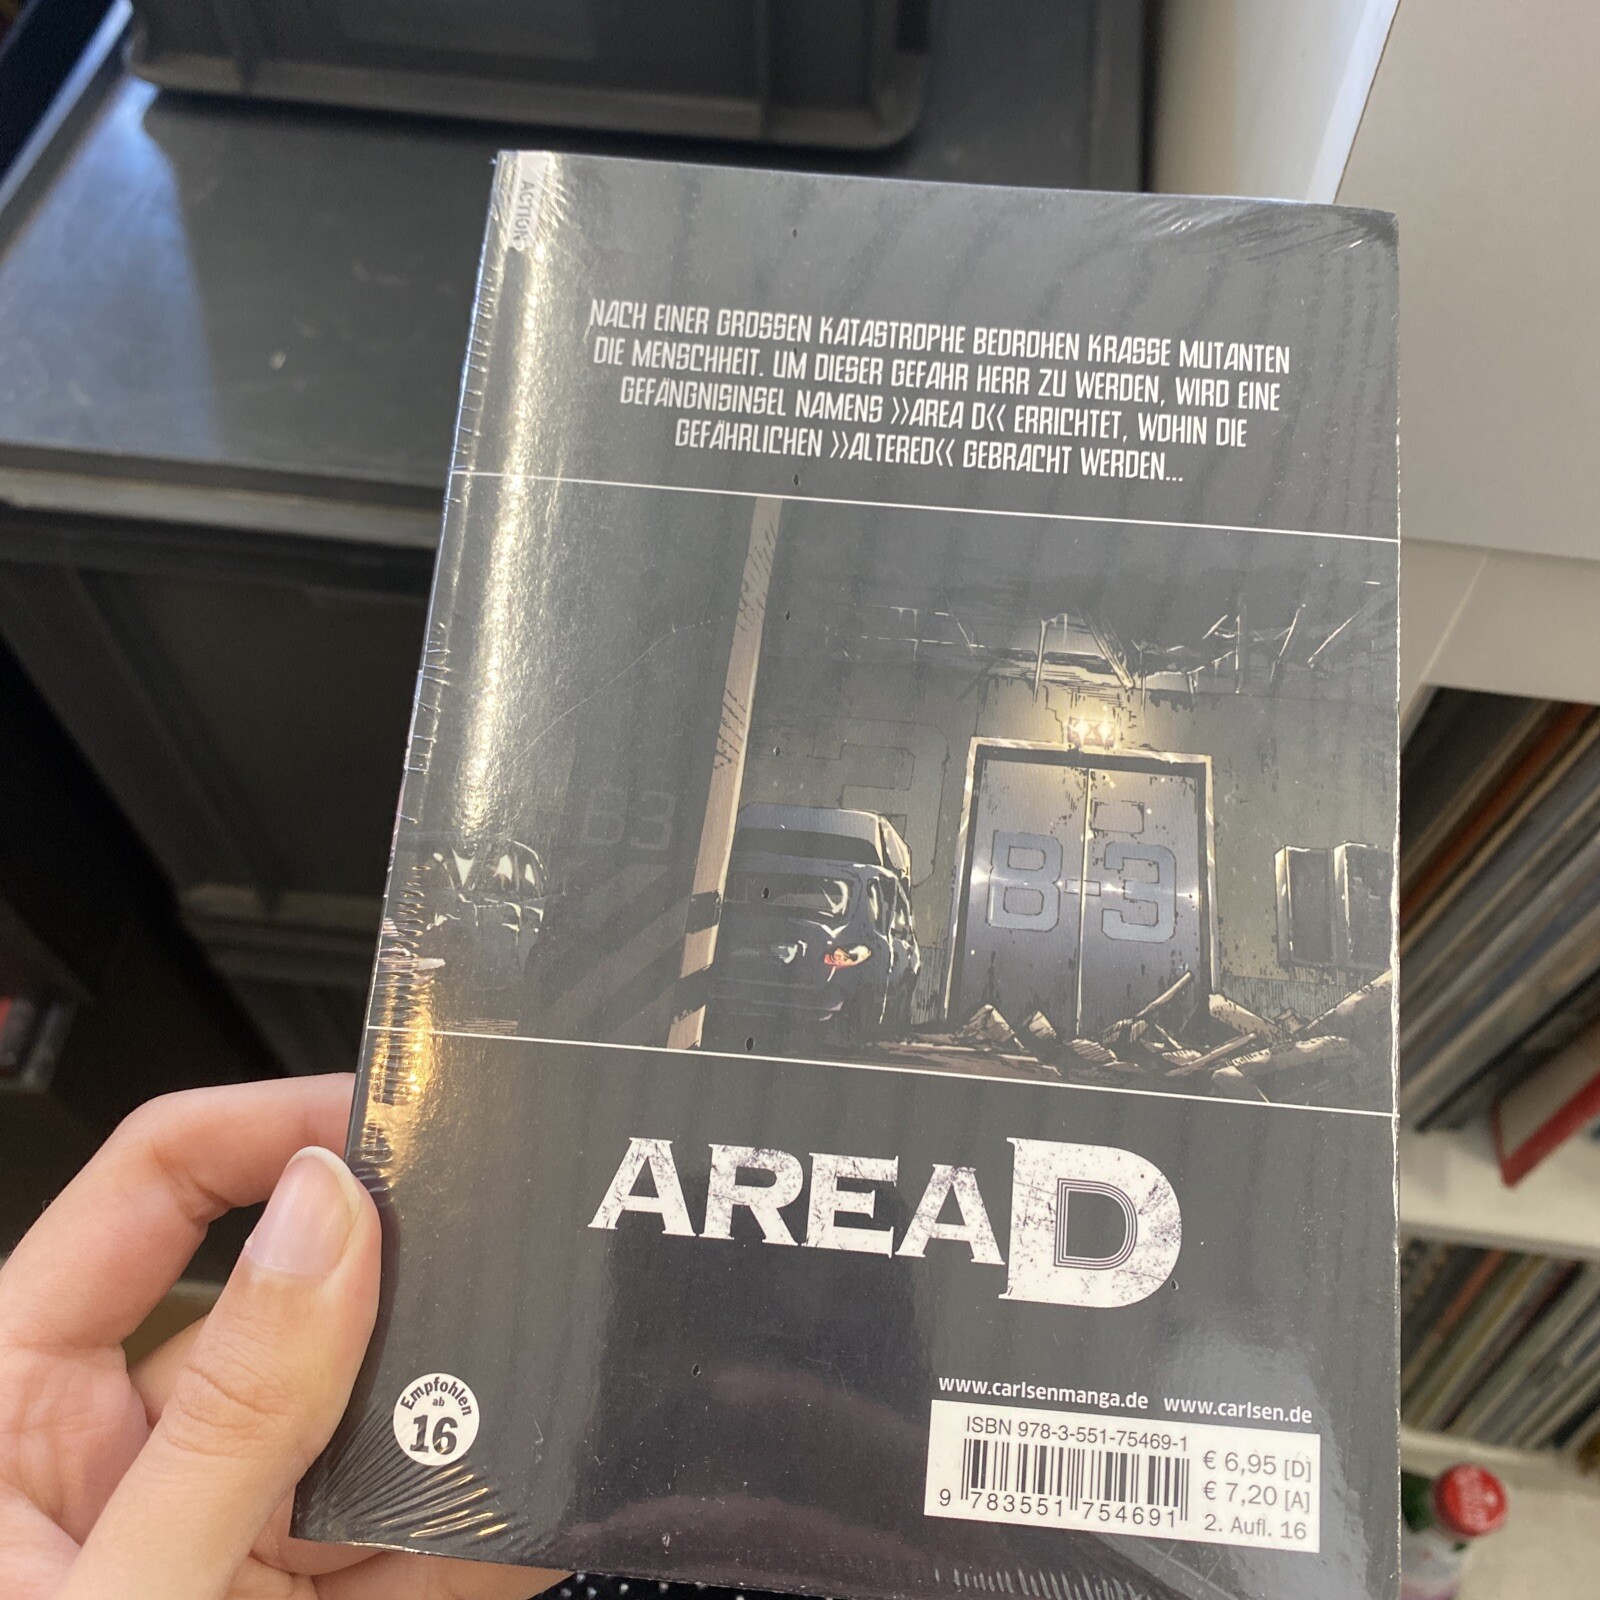 ACTION
NACH EINER GROSSEN KATASTROPHE BEDROHEN KRASSE MUTANTEN
DIE MENSCHHEIT. UM DIESER GEFAHR HERR ZU WERDEN, WIRD EINE
GEFÄNGNISINSEL NAMENS »AREA D« ERRICHTET, WOHIN DIE
GEFÄHRLICHEN »ALTERED« GEBRACHT WERDEN...
B3
B-3
AREA D
Empfohlen
ab
16
www.carlsenmanga.de www.carlsen.de
ISBN 978-3-551-75469-1
9 783551 754691
€ 6,95 [D]
€ 7,20 [A]
2. Aufl. 16